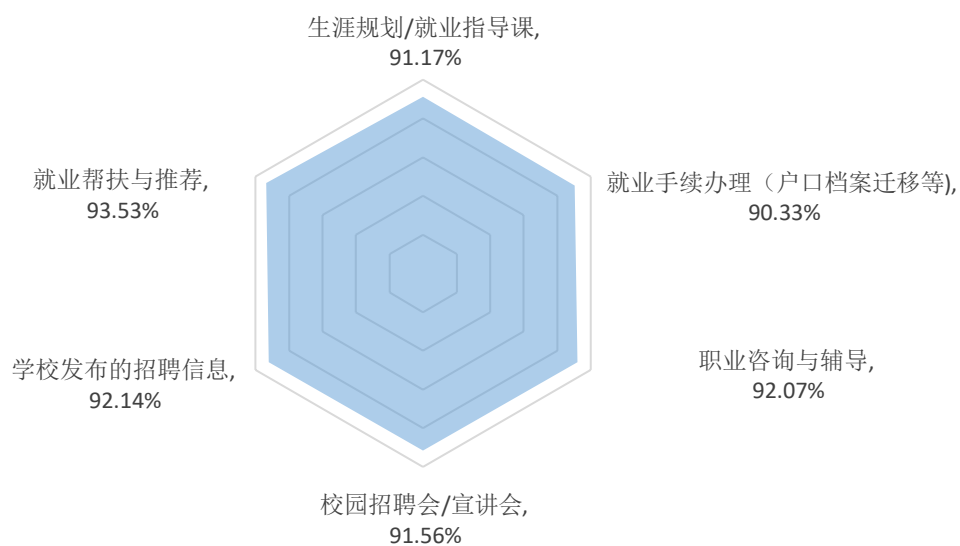 生涯规划/就业指导课,
91.17%
就业手续办理（户口档案迁移等),
90.33%
职业咨询与辅导,
92.07%
校园招聘会/宣讲会,
91.56%
学校发布的招聘信息,
92.14%
就业帮扶与推荐,
93.53%